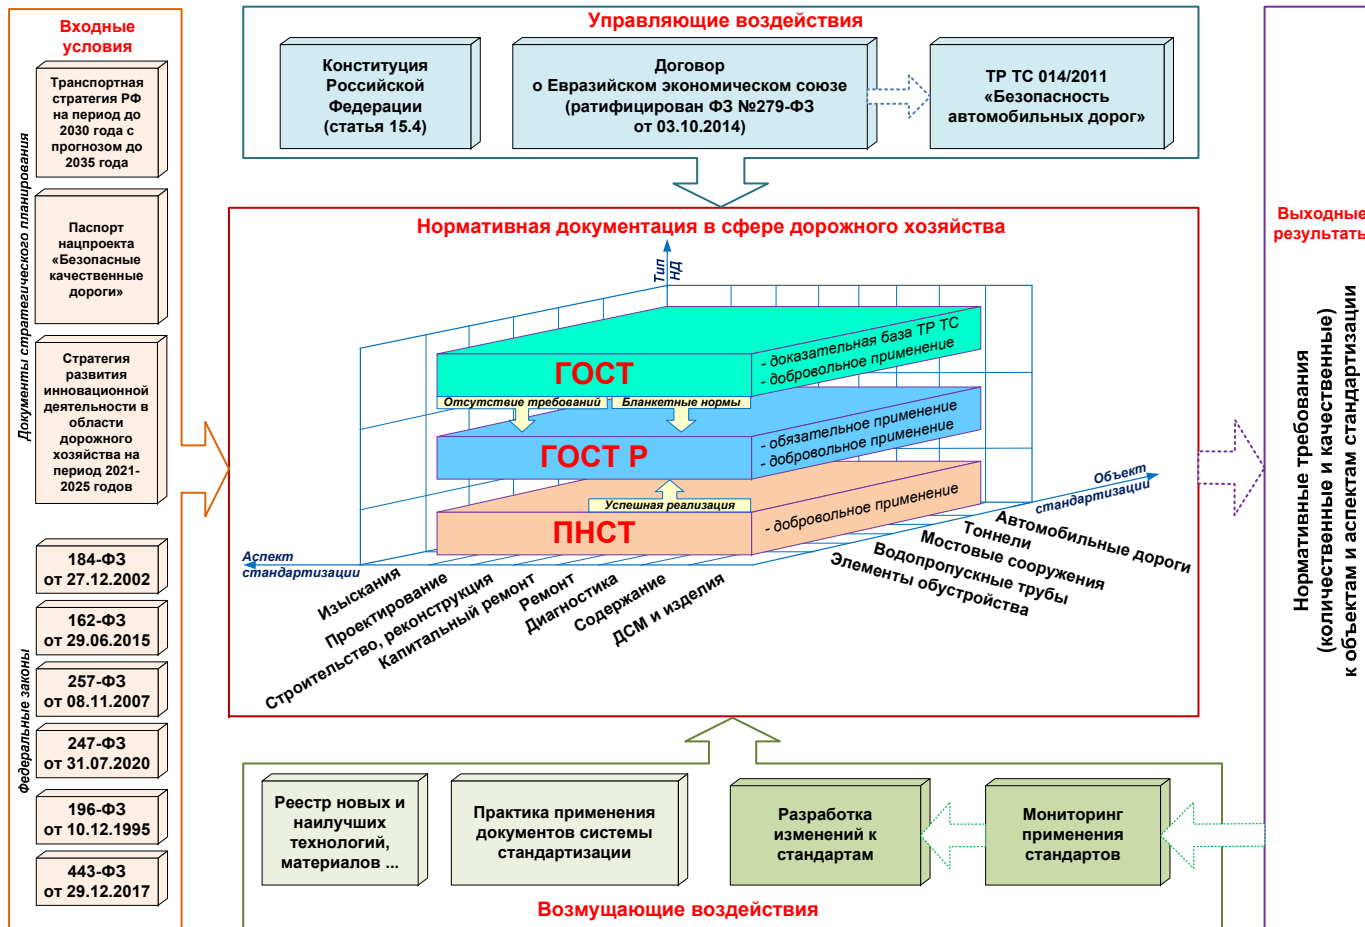 Входные
условия
Документы стратегического планирования
Транспортная
стратегия РФ
на период до
2030 года с
прогнозом до
2035 года
Паспорт
нацпроекта
«Безопасные
качественные
дороги»
Стратегия
развития
инновационной
деятельности в
области
дорожного
хозяйства на
период 2021-
2025 годов
Федеральные законы
184-ФЗ
от 27.12.2002
162-ФЗ
от 29.06.2015
257-ФЗ
от 08.11.2007
247-ФЗ
от 31.07.2020
196-ФЗ
от 10.12.1995
443-ФЗ
от 29.12.2017
Управляющие воздействия
Конституция
Российской
Федерации
(статья 15.4)
Договор
о Евразийском экономическом союзе
(ратифицирован ФЗ №279-ФЗ
от 03.10.2014)
ТР ТС 014/2011
«Безопасность
автомобильных дорог»
Нормативная документация в сфере дорожного хозяйства
Тип
НД
ГОСТ
- доказательная база ТР ТС
- добровольное применение
Отсутствие требований
Бланкетные нормы
ГОСТ Р
- обязательное применение
- добровольное применение
Успешная реализация
ПНСТ
- добровольное применение
Аспект
стандартизации
Объект
стандартизации
Изыскания
Проектирование
Строительство, реконструкция
Капитальный ремонт
Ремонт
Диагностика
Содержание
ДСМ и изделия
Автомобильные дороги
Тоннели
Мостовые сооружения
Водопропускные трубы
Элементы обустройства
Реестр новых и
наилучших
технологий,
материалов ...
Практика применения
документов системы
стандартизации
Разработка
изменений к
стандартам
Мониторинг
применения
стандартов
Возмущающие воздействия
Выходные
результаты
Нормативные требования
(количественные и качественные)
к объектам и аспектам стандартизации